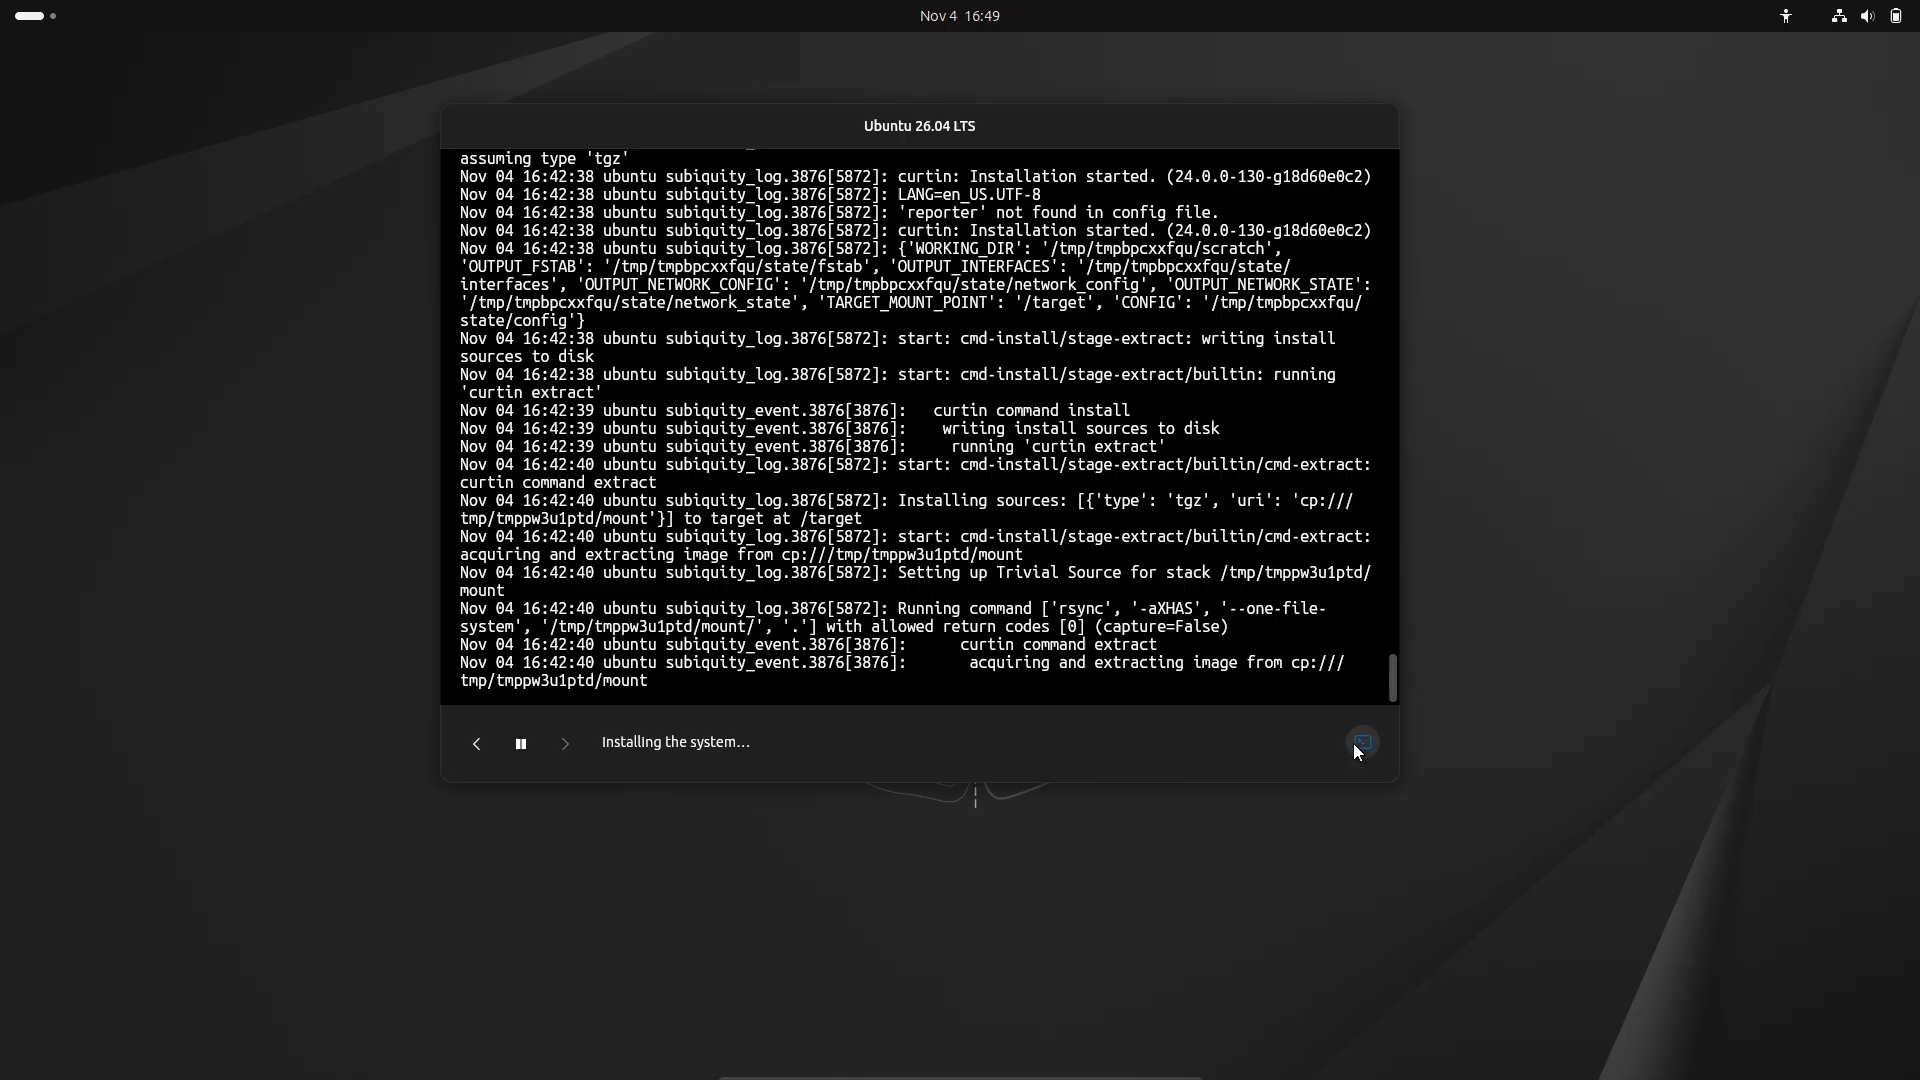 Nov 4 16:49
Ubuntu 26.04 LTS
assuming type 'tgz'
Nov 04 16:42:38 ubuntu subiquity_log.3876[5872]: curtin: Installation started. (24.0.0-130-g18d60e0c2)
Nov 04 16:42:38 ubuntu subiquity_log.3876[5872]: LANG=en_US.UTF-8
Nov 04 16:42:38 ubuntu subiquity_log.3876[5872]: 'reporter' not found in config file.
Nov 04 16:42:38 ubuntu subiquity_log.3876[5872]: curtin: Installation started. (24.0.0-130-g18d60e0c2)
Nov 04 16:42:38 ubuntu subiquity_log.3876[5872]: {'WORKING_DIR': '/tmp/tmpbpcxxfqu/scratch',
'OUTPUT_FSTAB': '/tmp/tmpbpcxxfqu/state/fstab', 'OUTPUT_INTERFACES': '/tmp/tmpbpcxxfqu/state/
interfaces', 'OUTPUT_NETWORK_CONFIG': '/tmp/tmpbpcxxfqu/state/network_config', 'OUTPUT_NETWORK_STATE':
'/tmp/tmpbpcxxfqu/state/network_state', 'TARGET_MOUNT_POINT': '/target', 'CONFIG': '/tmp/tmpbpcxxfqu/
state/config'}
Nov 04 16:42:38 ubuntu subiquity_log.3876[5872]: start: cmd-install/stage-extract: writing install
sources to disk
Nov 04 16:42:38 ubuntu subiquity_log.3876[5872]: start: cmd-install/stage-extract/builtin: running
'curtin extract'
Nov 04 16:42:39 ubuntu subiquity_event.3876[3876]:   curtin command install
Nov 04 16:42:39 ubuntu subiquity_event.3876[3876]:    writing install sources to disk
Nov 04 16:42:39 ubuntu subiquity_event.3876[3876]:     running 'curtin extract'
Nov 04 16:42:40 ubuntu subiquity_log.3876[5872]: start: cmd-install/stage-extract/builtin/cmd-extract:
curtin command extract
Nov 04 16:42:40 ubuntu subiquity_log.3876[5872]: Installing sources: [{'type': 'tgz', 'uri': 'cp:///
tmp/tmppw3u1ptd/mount'}] to target at /target
Nov 04 16:42:40 ubuntu subiquity_log.3876[5872]: start: cmd-install/stage-extract/builtin/cmd-extract:
acquiring and extracting image from cp:///tmp/tmppw3u1ptd/mount
Nov 04 16:42:40 ubuntu subiquity_log.3876[5872]: Setting up Trivial Source for stack /tmp/tmppw3u1ptd/
mount
Nov 04 16:42:40 ubuntu subiquity_log.3876[5872]: Running command ['rsync', '-aXHAS', '--one-file-
system', '/tmp/tmppw3u1ptd/mount/', '.'] with allowed return codes [0] (capture=False)
Nov 04 16:42:40 ubuntu subiquity_event.3876[3876]:      curtin command extract
Nov 04 16:42:40 ubuntu subiquity_event.3876[3876]:       acquiring and extracting image from cp:///
tmp/tmppw3u1ptd/mount
Installing the system...